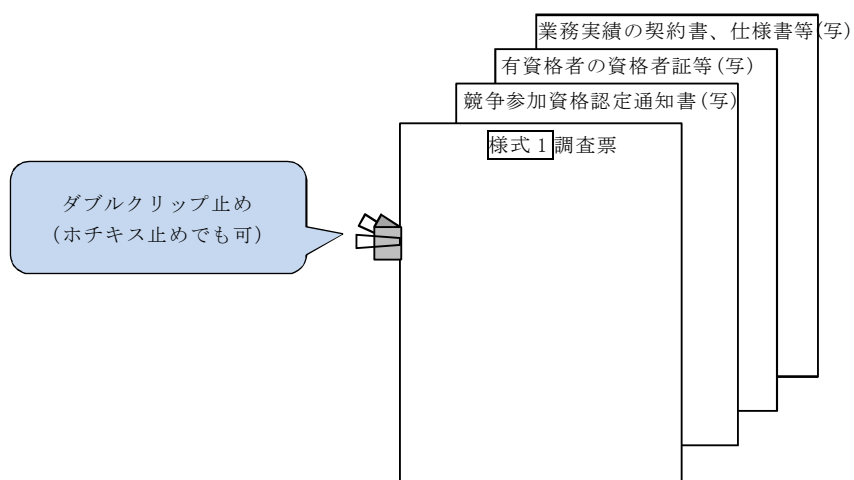 業務実績の契約書、仕様書等(写)
有資格者の資格者証等(写)
競争参加資格認定通知書(写)
様式1調査票
ダブルクリップ止め
(ホチキス止めでも可)